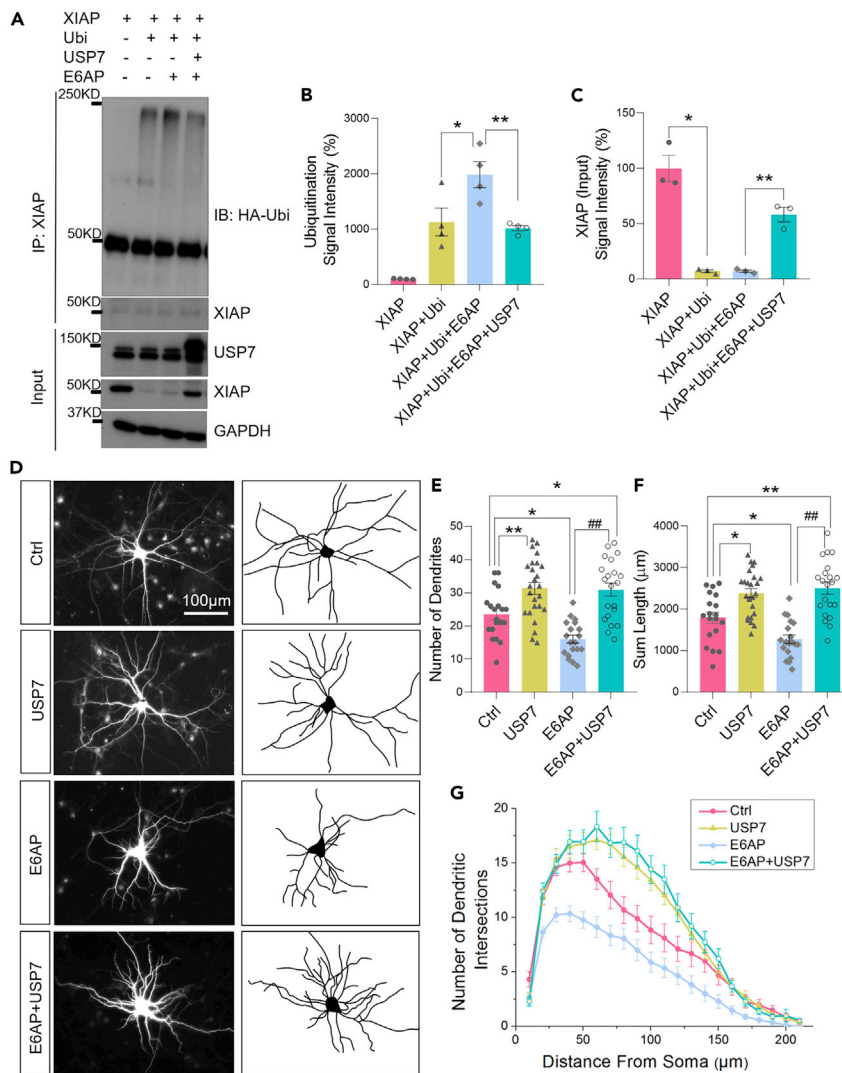 A
XIAP + + + +
Ubi - + + +
USP7 - - - +
E6AP - - + +
250KD
50KD
IP: XIAP
IB: HA-Ubi
50KD
XIAP
150KD
USP7
Input
50KD
XIAP
37KD
GAPDH
B
Ubiquitination
Signal Intensity (%)
3000
2000
1000
0
* **
XIAP
XIAP+Ubi
XIAP+Ubi+E6AP
XIAP+Ubi+E6AP+USP7
C
XIAP (Input)
Signal Intensity (%)
150
100
50
0
* **
XIAP
XIAP+Ubi
XIAP+Ubi+E6AP
XIAP+Ubi+E6AP+USP7
D
Ctrl
100μm
USP7
E6AP
E6AP+USP7
E
Number of Dendrites
50
40
30
20
10
0
*
*
** ##
Ctrl
USP7
E6AP
E6AP+USP7
F
Sum Length (μm)
4000
3000
2000
1000
0
**
*
* ##
Ctrl
USP7
E6AP
E6AP+USP7
G
Number of Dendritic
Intersections
20
15
10
5
0
Ctrl
USP7
E6AP
E6AP+USP7
0 50 100 150 200
Distance From Soma (μm)